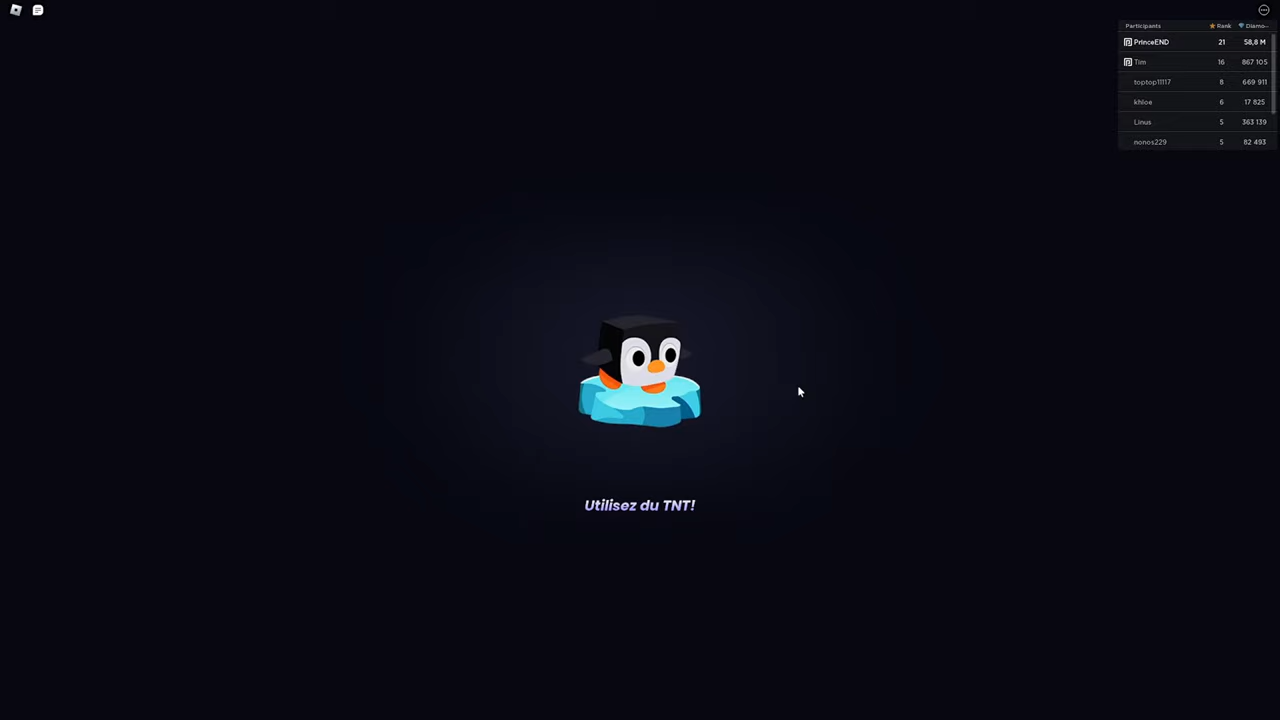 Participants Rank Diamo--
PrinceEND 21 58,8 M
Tim 16 867 105
toptop11117 8 669 911
khloe 6 17 825
Linus 5 363 139
nonos229 5 82 493
Utilisez du TNT!